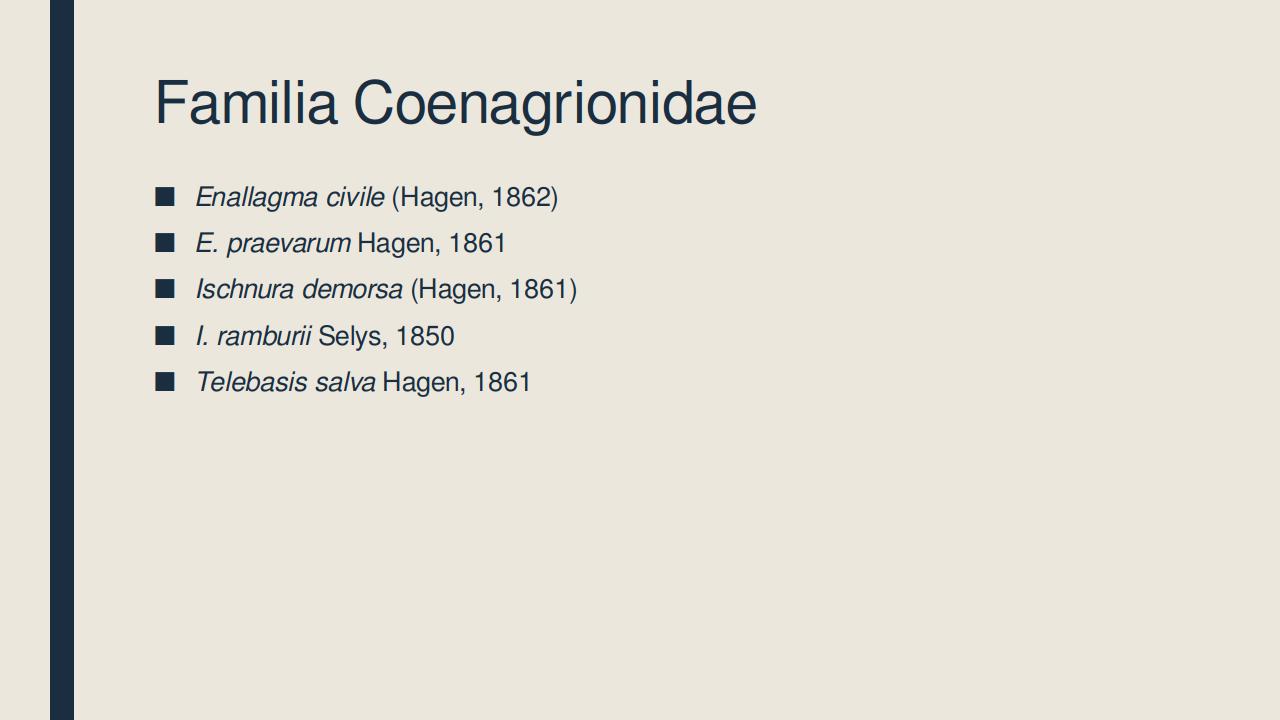 Familia Coenagrionidae
■ Enallagma civile (Hagen, 1862)
■ E. praevarum Hagen, 1861
■ Ischnura demorsa (Hagen, 1861)
■ I. ramburii Selys, 1850
■ Telebasis salva Hagen, 1861